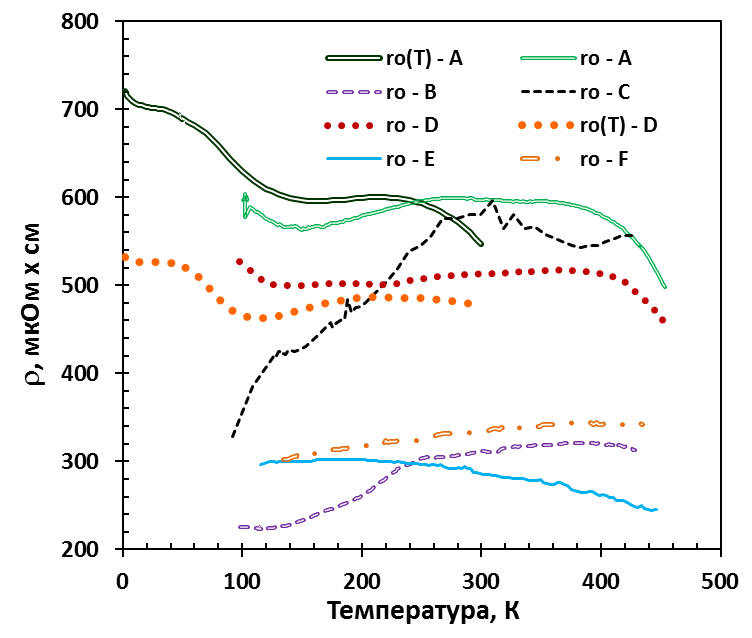 800
700
600
500
400
300
200
ρ, мкОм x см
ro(T) - A
ro - A
ro - B
ro - C
ro - D
ro(T) - D
ro - E
ro - F
0 100 200 300 400 500
Температура, К